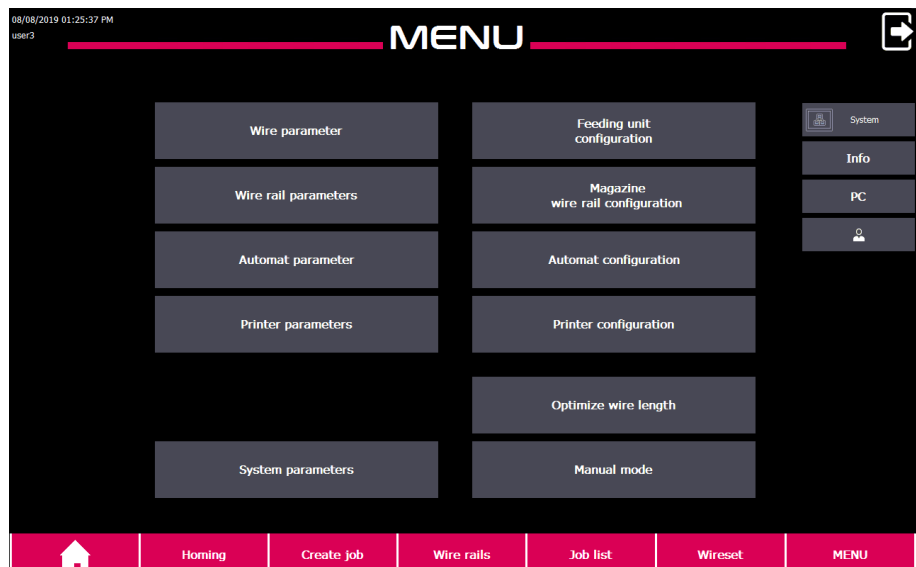 08/08/2019 01:25:37 PM
user3
MENU
Wire parameter
Feeding unit
configuration
System
Info
Wire rail parameters
Magazine
wire rail configuration
PC
Automat parameter
Automat configuration
Printer parameters
Printer configuration
Optimize wire length
System parameters
Manual mode
Homing
Create job
Wire rails
Job list
Wireset
MENU